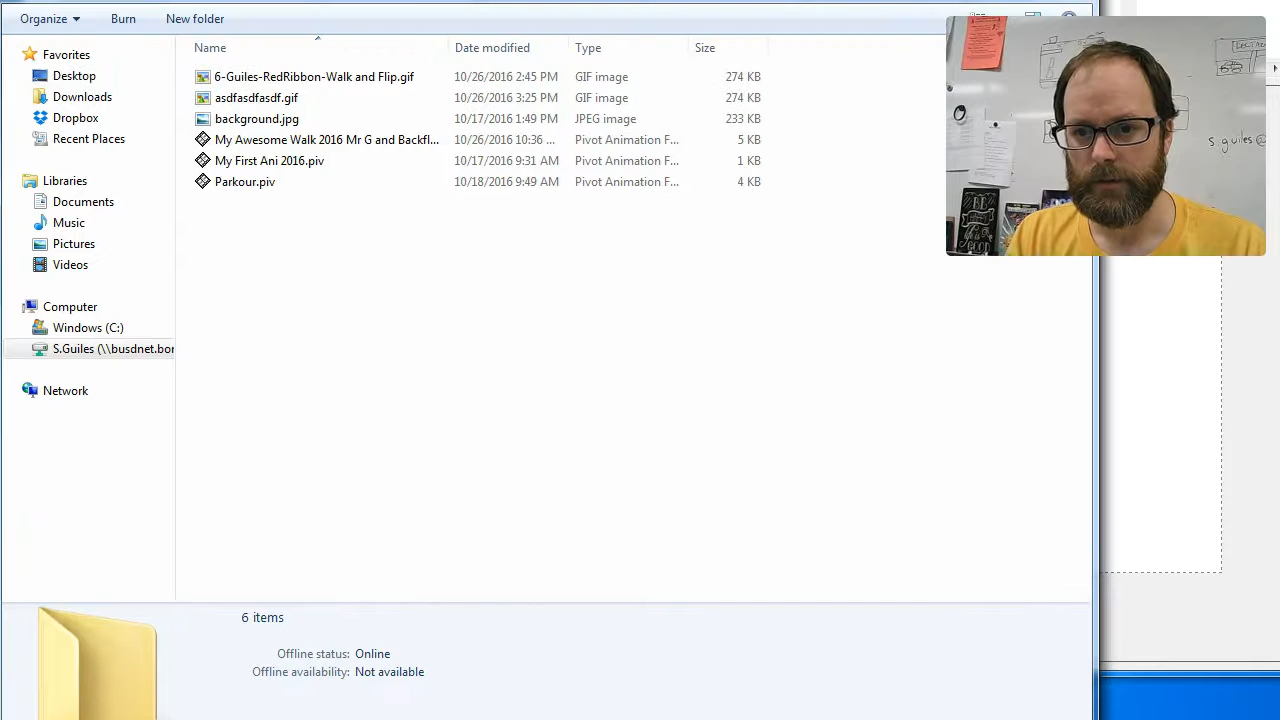 Organize Burn New folder
Favorites
Desktop
Downloads
Dropbox
Recent Places
Libraries
Documents
Music
Pictures
Videos
Computer
Windows (C:)
S.Guiles (\\busdnet.bor
Network
Name Date modified Type Size
6-Guiles-RedRibbon-Walk and Flip.gif 10/26/2016 2:45 PM GIF image 274 KB
asdfasdfasdf.gif 10/26/2016 3:25 PM GIF image 274 KB
background.jpg 10/17/2016 1:49 PM JPEG image 233 KB
Walk 2016 Mr G and Backfl... 10/26/2016 ... Pivot Animation F... 5 KB
My First Ani 2016.piv 10/17/2016 9:31 AM Pivot Animation F... 1 KB
Parkour.piv 10/18/2016 9:49 AM Pivot Animation F... 4 KB
6 items
Offline status: Online
Offline availability: Not available
s.guiles@
GOOD